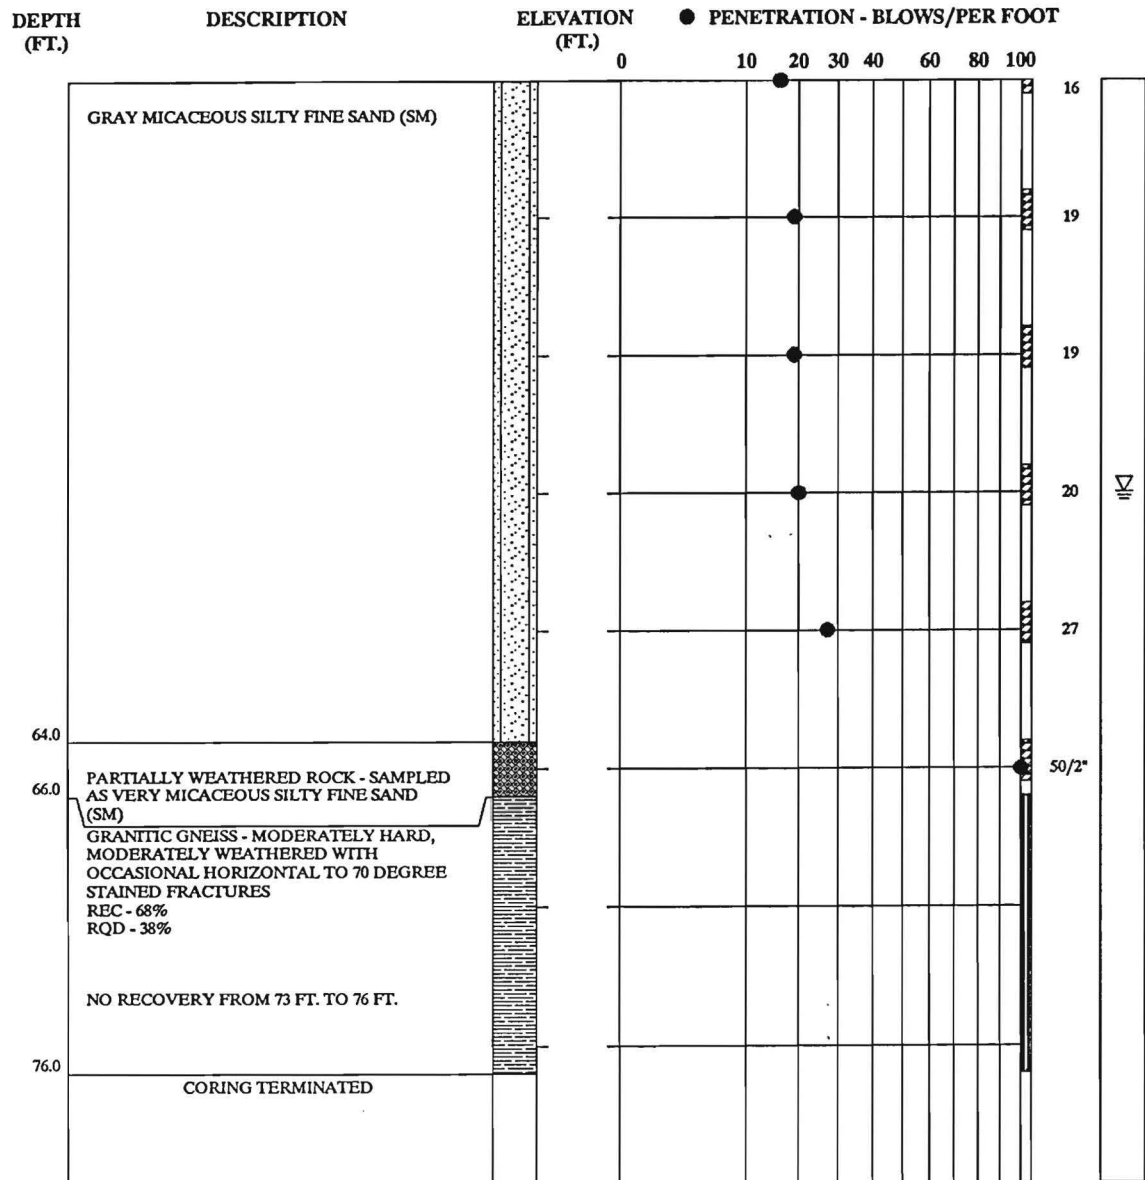 DEPTH (FT.) DESCRIPTION ELEVATION (FT.) ● PENETRATION - BLOWS/PER FOOT
0 10 20 30 40 60 80 100
GRAY MICACEOUS SILTY FINE SAND (SM)
16
19
19
20
27
64.0
50/2"
PARTIALLY WEATHERED ROCK - SAMPLED
66.0
AS VERY MICACEOUS SILTY FINE SAND
(SM)
GRANITIC GNEISS - MODERATELY HARD,
MODERATELY WEATHERED WITH
OCCASIONAL HORIZONTAL TO 70 DEGREE
STAINED FRACTURES
REC - 68%
RQD - 38%
NO RECOVERY FROM 73 FT. TO 76 FT.
76.0
CORING TERMINATED